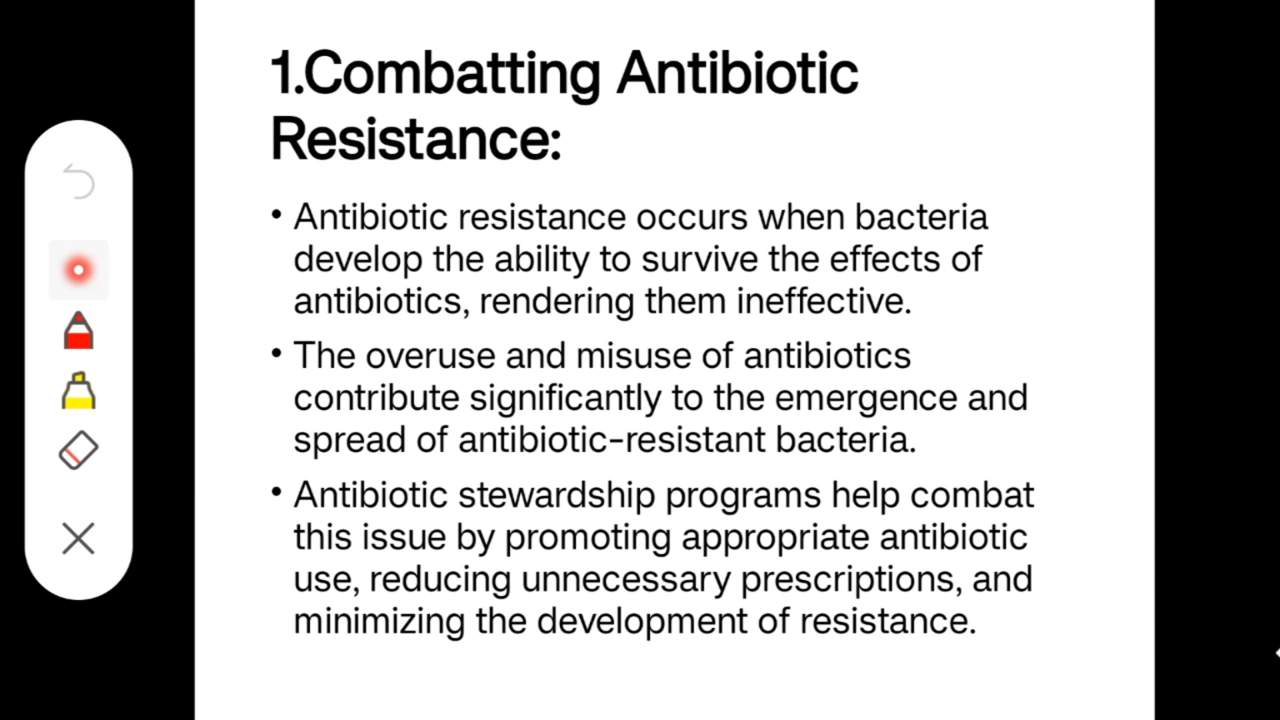 1.Combatting Antibiotic
Resistance:
• Antibiotic resistance occurs when bacteria
develop the ability to survive the effects of
antibiotics, rendering them ineffective.
• The overuse and misuse of antibiotics
contribute significantly to the emergence and
spread of antibiotic-resistant bacteria.
• Antibiotic stewardship programs help combat
this issue by promoting appropriate antibiotic
use, reducing unnecessary prescriptions, and
minimizing the development of resistance.